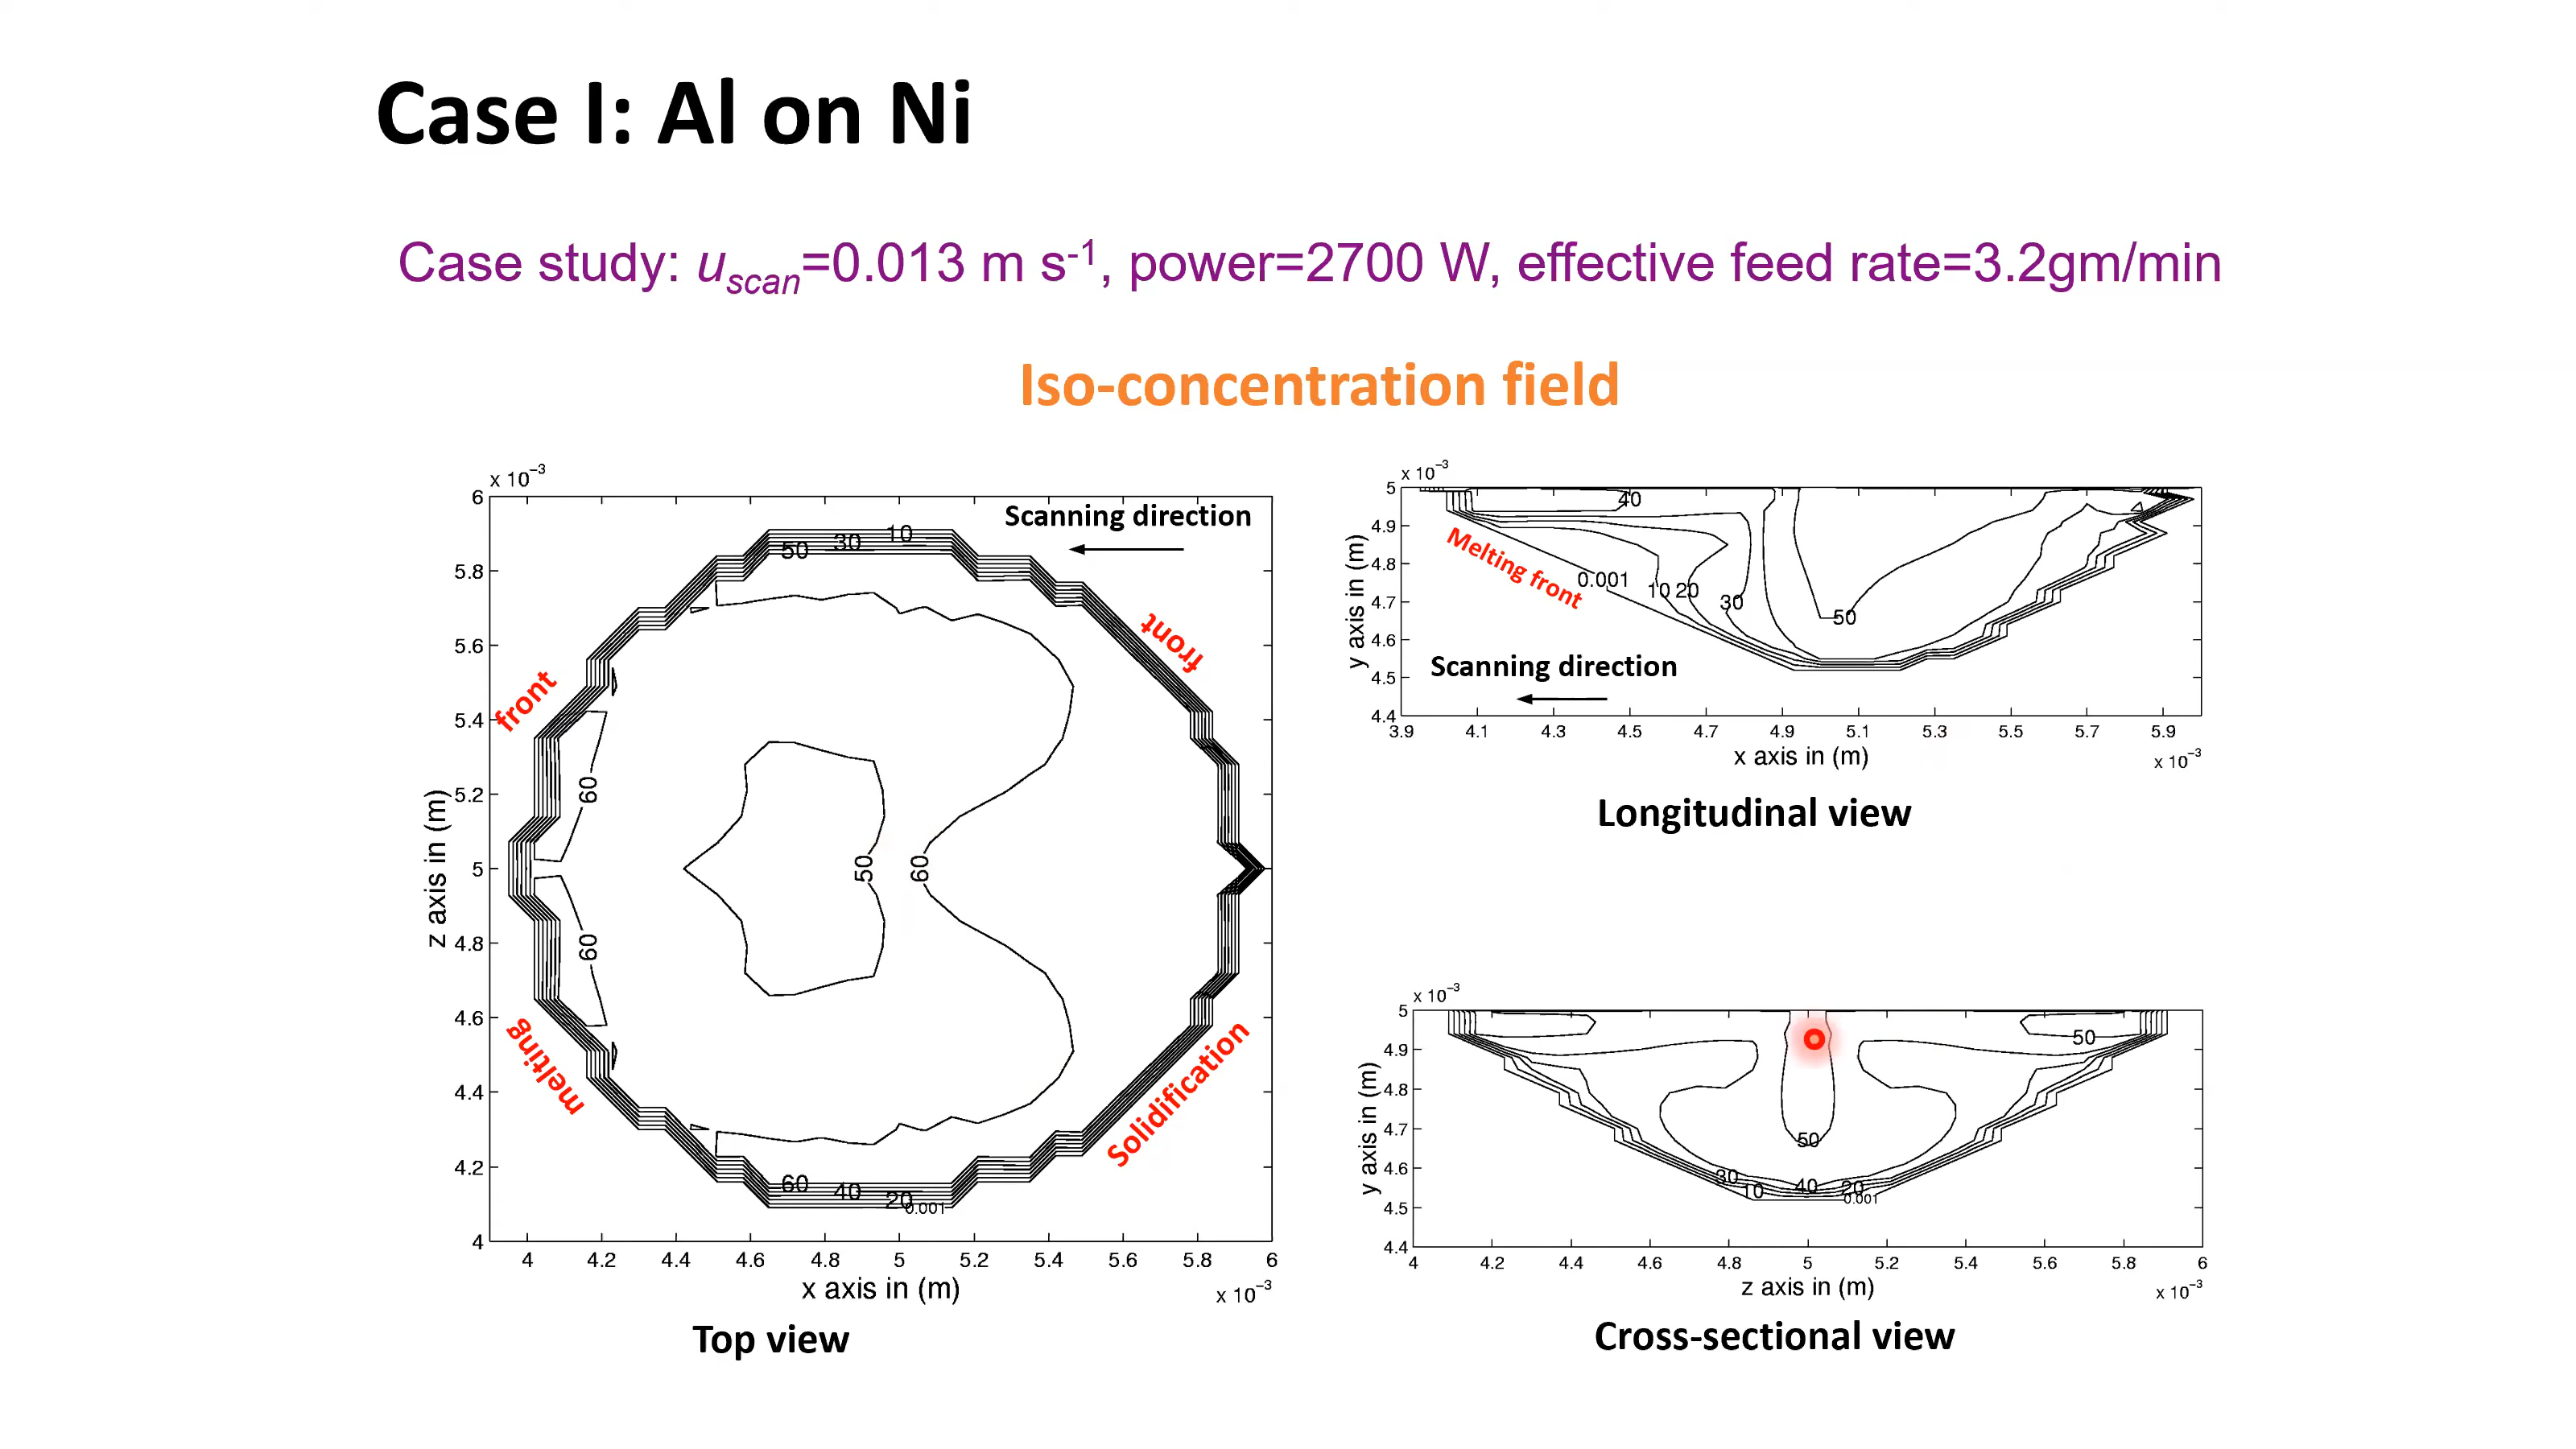 Case I: Al on Ni
Case study: uscan=0.013 m s-1, power=2700 W, effective feed rate=3.2gm/min
Iso-concentration field
x 10−3
6
5.8
5.6
5.4
5.2
5
4.8
4.6
4.4
4.2
4
z axis in (m)
Scanning direction
50 30 10
front
front
60
50
60
60
melting
Solidification
60 40 20 0.001
4 4.2 4.4 4.6 4.8 5 5.2 5.4 5.6 5.8 6
x axis in (m)
x 10−3
Top view
x 10−3
5
4.9
4.8
4.7
4.6
4.5
4.4
y axis in (m)
40
Melting front
0.001
10 20
30
50
Scanning direction
3.9 4.1 4.3 4.5 4.7 4.9 5.1 5.3 5.5 5.7 5.9
x axis in (m)
x 10−3
Longitudinal view
x 10−3
5
4.9
4.8
4.7
4.6
4.5
4.4
y axis in (m)
50
50
30
10
40
20
0.001
4 4.2 4.4 4.6 4.8 5 5.2 5.4 5.6 5.8 6
z axis in (m)
x 10−3
Cross-sectional view